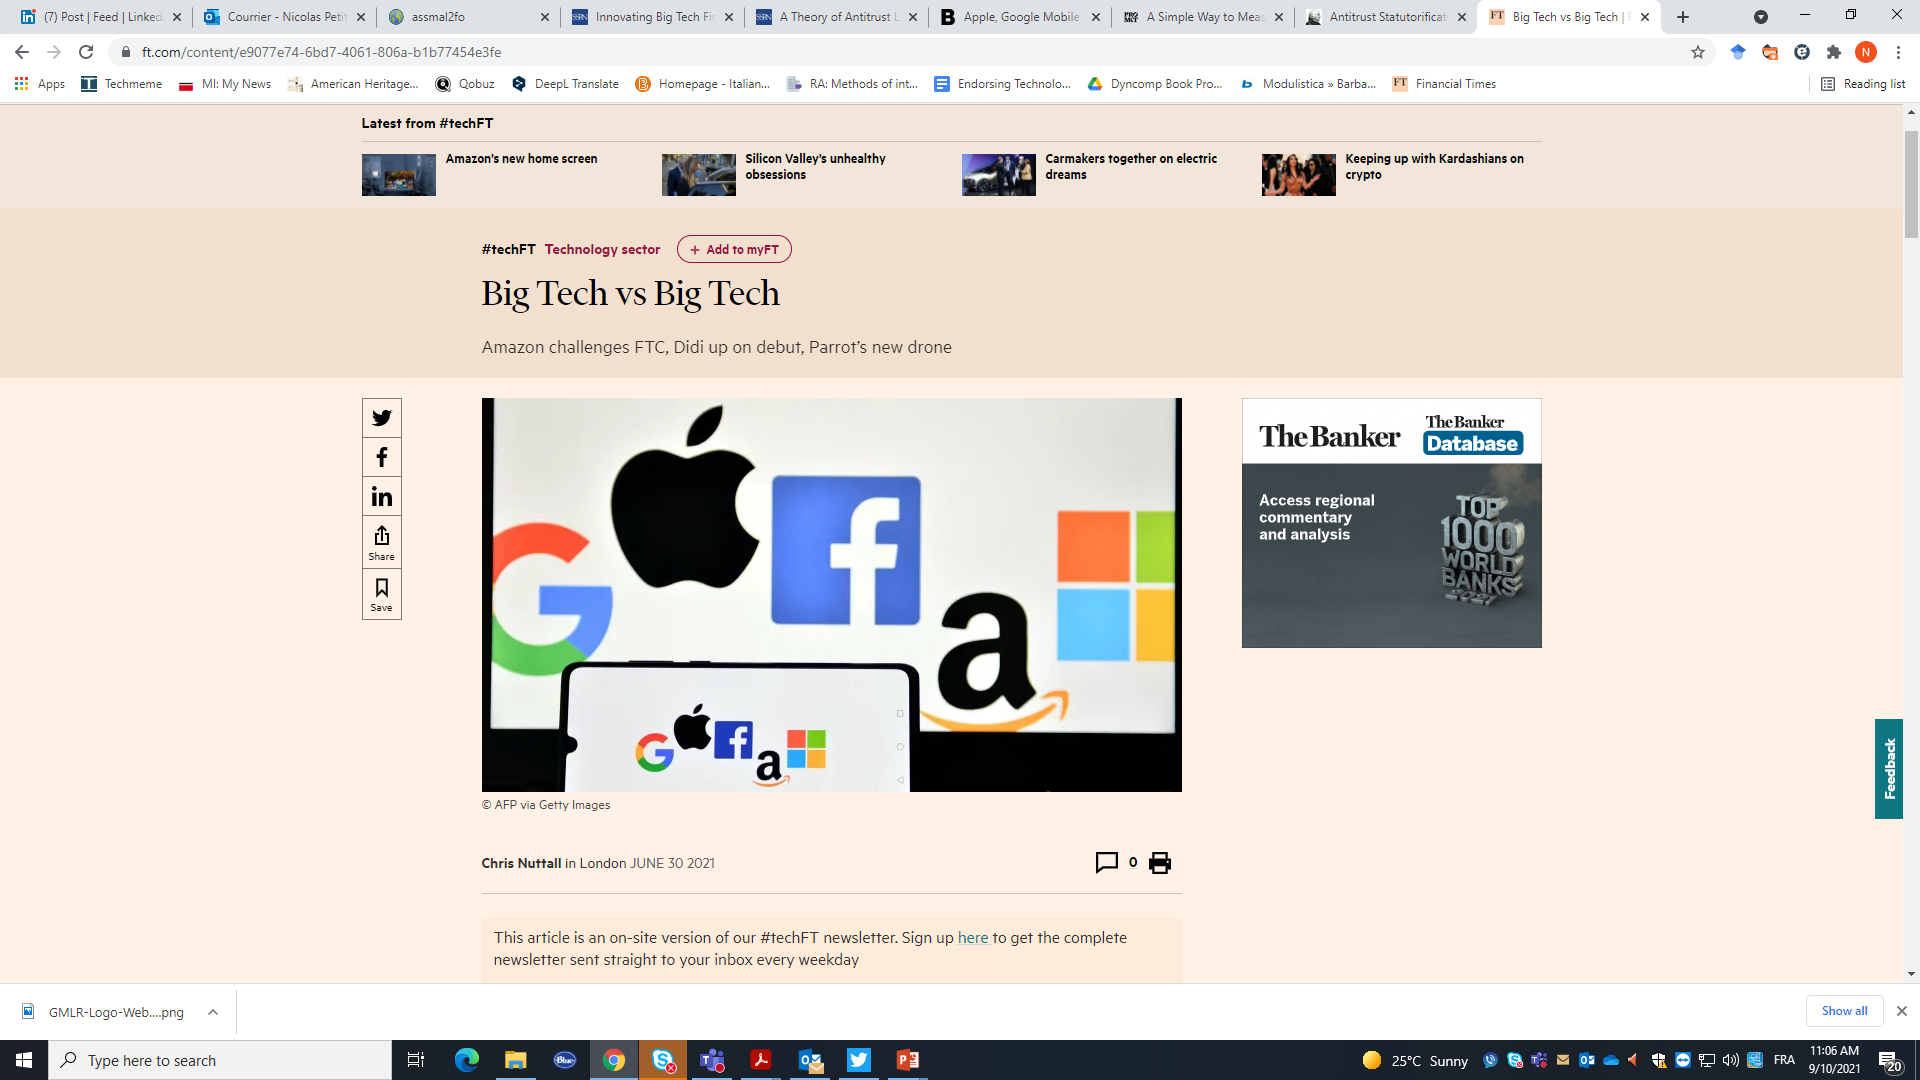 (7) Post | Feed | Linked
Courrier - Nicolas Petit
assmal2fo
Innovating Big Tech Fir
A Theory of Antitrust L
Apple, Google Mobile
A Simple Way to Meas
Antitrust Statutorificati
Big Tech vs Big Tech | F
ft.com/content/e9077e74-6bd7-4061-806a-b1b77454e3fe
N
Apps
Techmeme
MI: My News
American Heritage...
Qobuz
DeepL Translate
Homepage - Italian...
RA: Methods of int...
Endorsing Technolo...
Dyncomp Book Pro...
Modulistica » Barba...
FT Financial Times
Reading list
Latest from #techFT
Amazon’s new home screen
Silicon Valley’s unhealthy
obsessions
Carmakers together on electric
dreams
Keeping up with Kardashians on
crypto
#techFT Technology sector + Add to myFT
Big Tech vs Big Tech
Amazon challenges FTC, Didi up on debut, Parrot’s new drone
Share
Save
The Banker
The Banker
Database
Access regional
commentary
and analysis
TOP
1000
WORLD
BANKS
2021
Feedback
© AFP via Getty Images
Chris Nuttall in London JUNE 30 2021
0
This article is an on-site version of our #techFT newsletter. Sign up here to get the complete
newsletter sent straight to your inbox every weekday
GMLR-Logo-Web....png
Show all
Type here to search
25°C Sunny
FRA
11:06 AM
9/10/2021
20